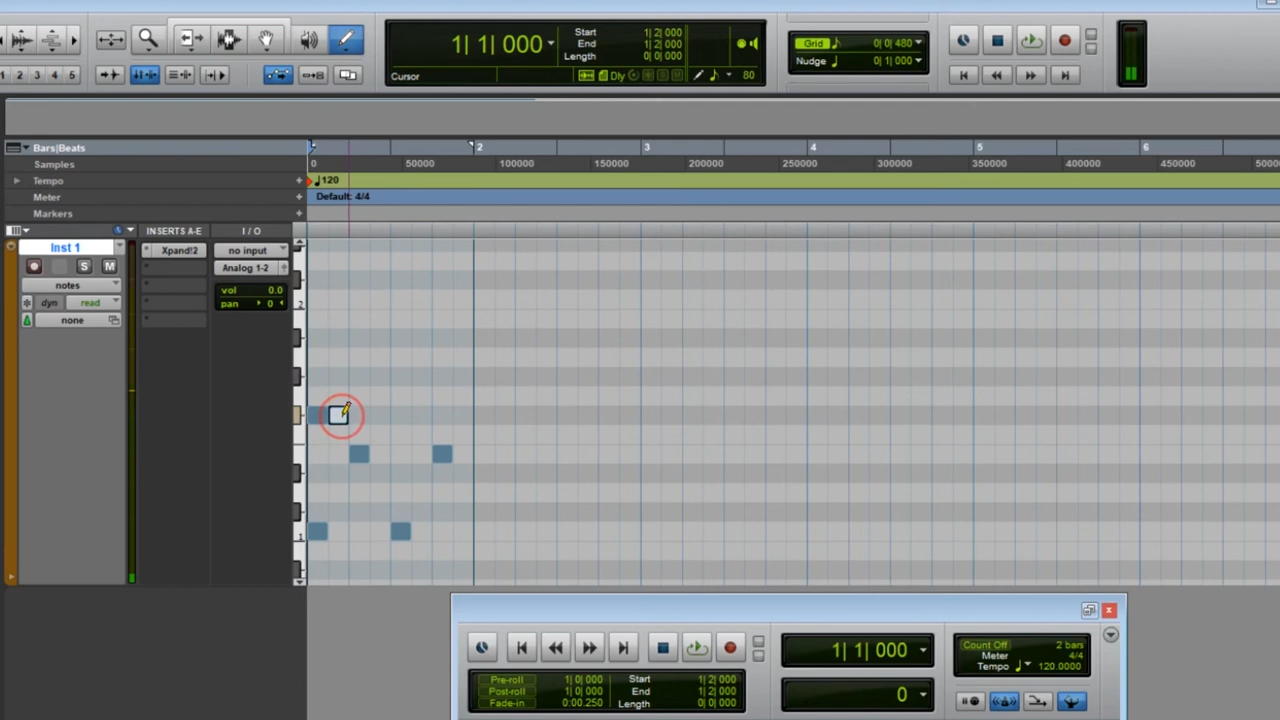 1| 1| 000
Start 1| 2| 000
End 1| 2| 000
Length 0| 0| 000
Cursor
Dly
80
Grid 0| 0| 480
Nudge 0| 1| 000
1 2 3 4 5
Bars|Beats
2 3 4 5 6
Samples
0 50000 100000 150000 200000 250000 300000 350000 400000 450000
Tempo
120
Meter
Default: 4/4
Markers
INSERTS A-E I / O
Inst 1
Xpand!2
no input
S M
Analog 1-2
notes
vol 0.0
dyn read
pan 0
none
2
1
1| 1| 000
Count Off 2 bars
Meter 4/4
Tempo 120.0000
Pre-roll 1| 0| 000
Post-roll 1| 0| 000
Fade-in 0:00.250
Start 1| 2| 000
End 1| 2| 000
Length 0| 0| 000
0